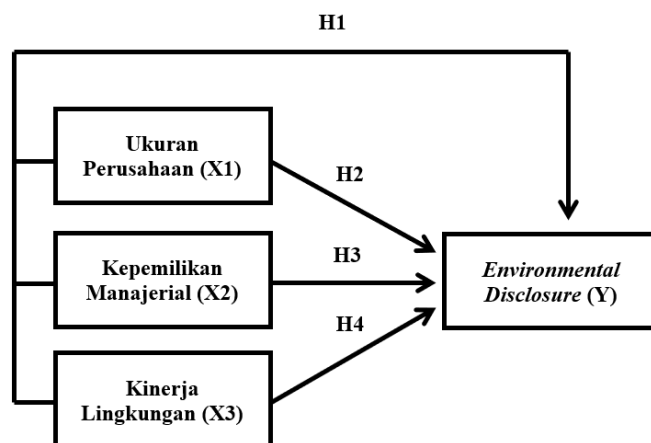 H1
Ukuran
Perusahaan (X1)
H2
Kepemilikan
Manajerial (X2)
H3
Environmental
Disclosure (Y)
H4
Kinerja
Lingkungan (X3)